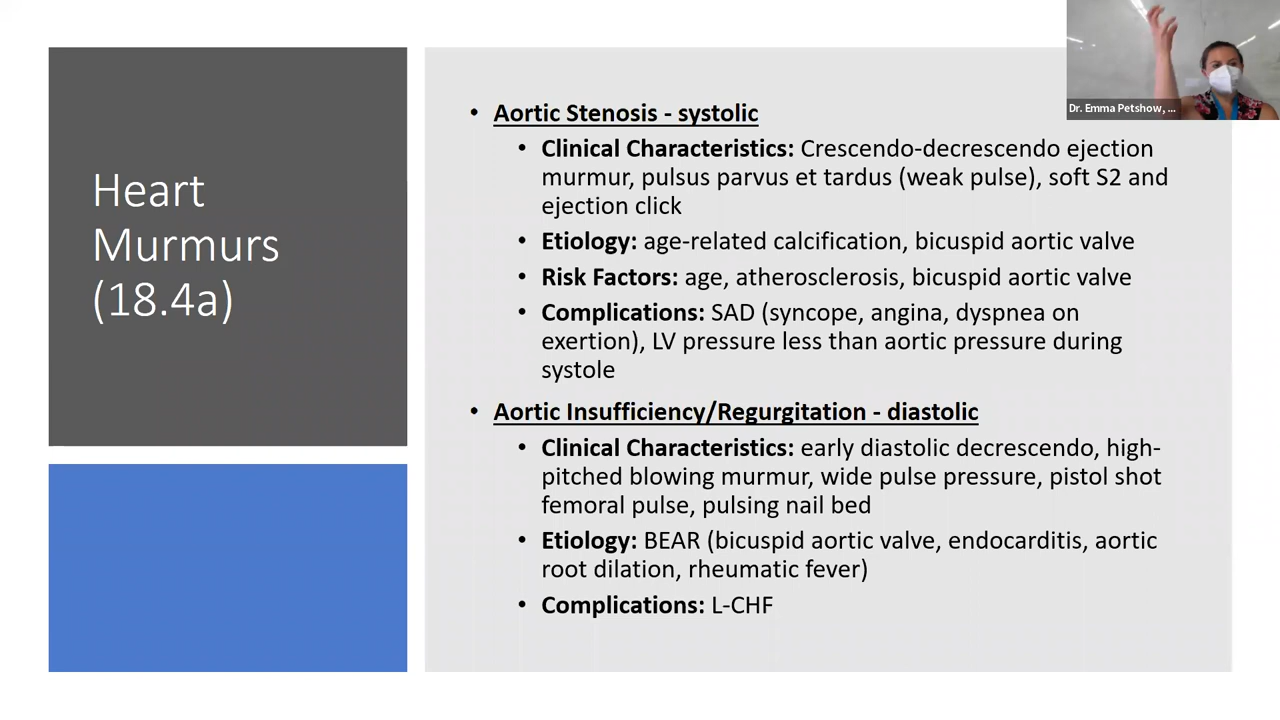 Heart
Murmurs
(18.4a)
• Aortic Stenosis - systolic
• Clinical Characteristics: Crescendo-decrescendo ejection
murmur, pulsus parvus et tardus (weak pulse), soft S2 and
ejection click
• Etiology: age-related calcification, bicuspid aortic valve
• Risk Factors: age, atherosclerosis, bicuspid aortic valve
• Complications: SAD (syncope, angina, dyspnea on
exertion), LV pressure less than aortic pressure during
systole
• Aortic Insufficiency/Regurgitation - diastolic
• Clinical Characteristics: early diastolic decrescendo, high-
pitched blowing murmur, wide pulse pressure, pistol shot
femoral pulse, pulsing nail bed
• Etiology: BEAR (bicuspid aortic valve, endocarditis, aortic
root dilation, rheumatic fever)
• Complications: L-CHF
Dr. Emma Petshow, ...